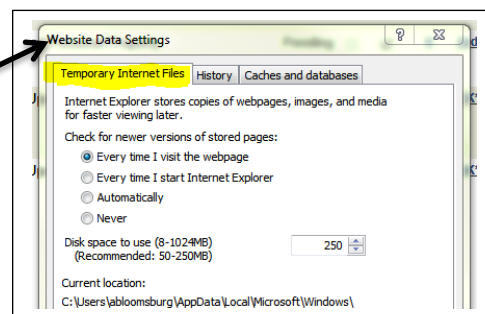 Website Data Settings
Temporary Internet Files History Caches and databases
Internet Explorer stores copies of webpages, images, and media
for faster viewing later.
Check for newer versions of stored pages:
Every time I visit the webpage
Every time I start Internet Explorer
Automatically
Never
Disk space to use (8-1024MB) 250
(Recommended: 50-250MB)
Current location:
C:\Users\abloomsburg\AppData\Local\Microsoft\Windows\